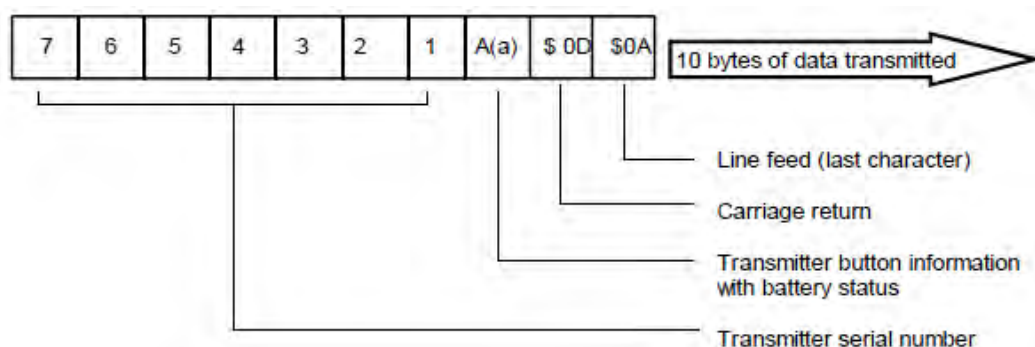 7 6 5 4 3 2 1 A(a) $ 0D $0A
10 bytes of data transmitted
Line feed (last character)
Carriage return
Transmitter button information
with battery status
Transmitter serial number